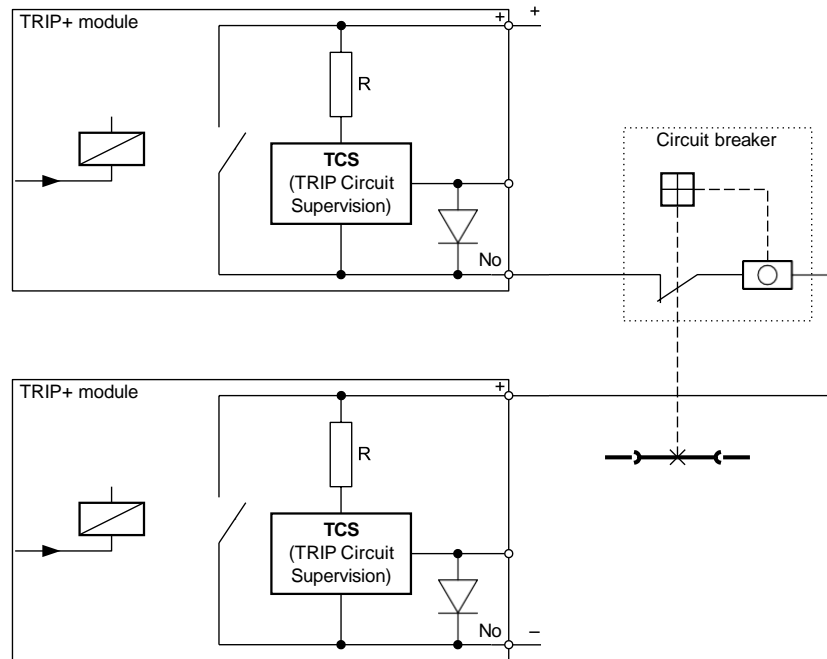 TRIP+ module
+
+
R
TCS
(TRIP Circuit
Supervision)
No
Circuit breaker
TRIP+ module
+
R
TCS
(TRIP Circuit
Supervision)
No
–